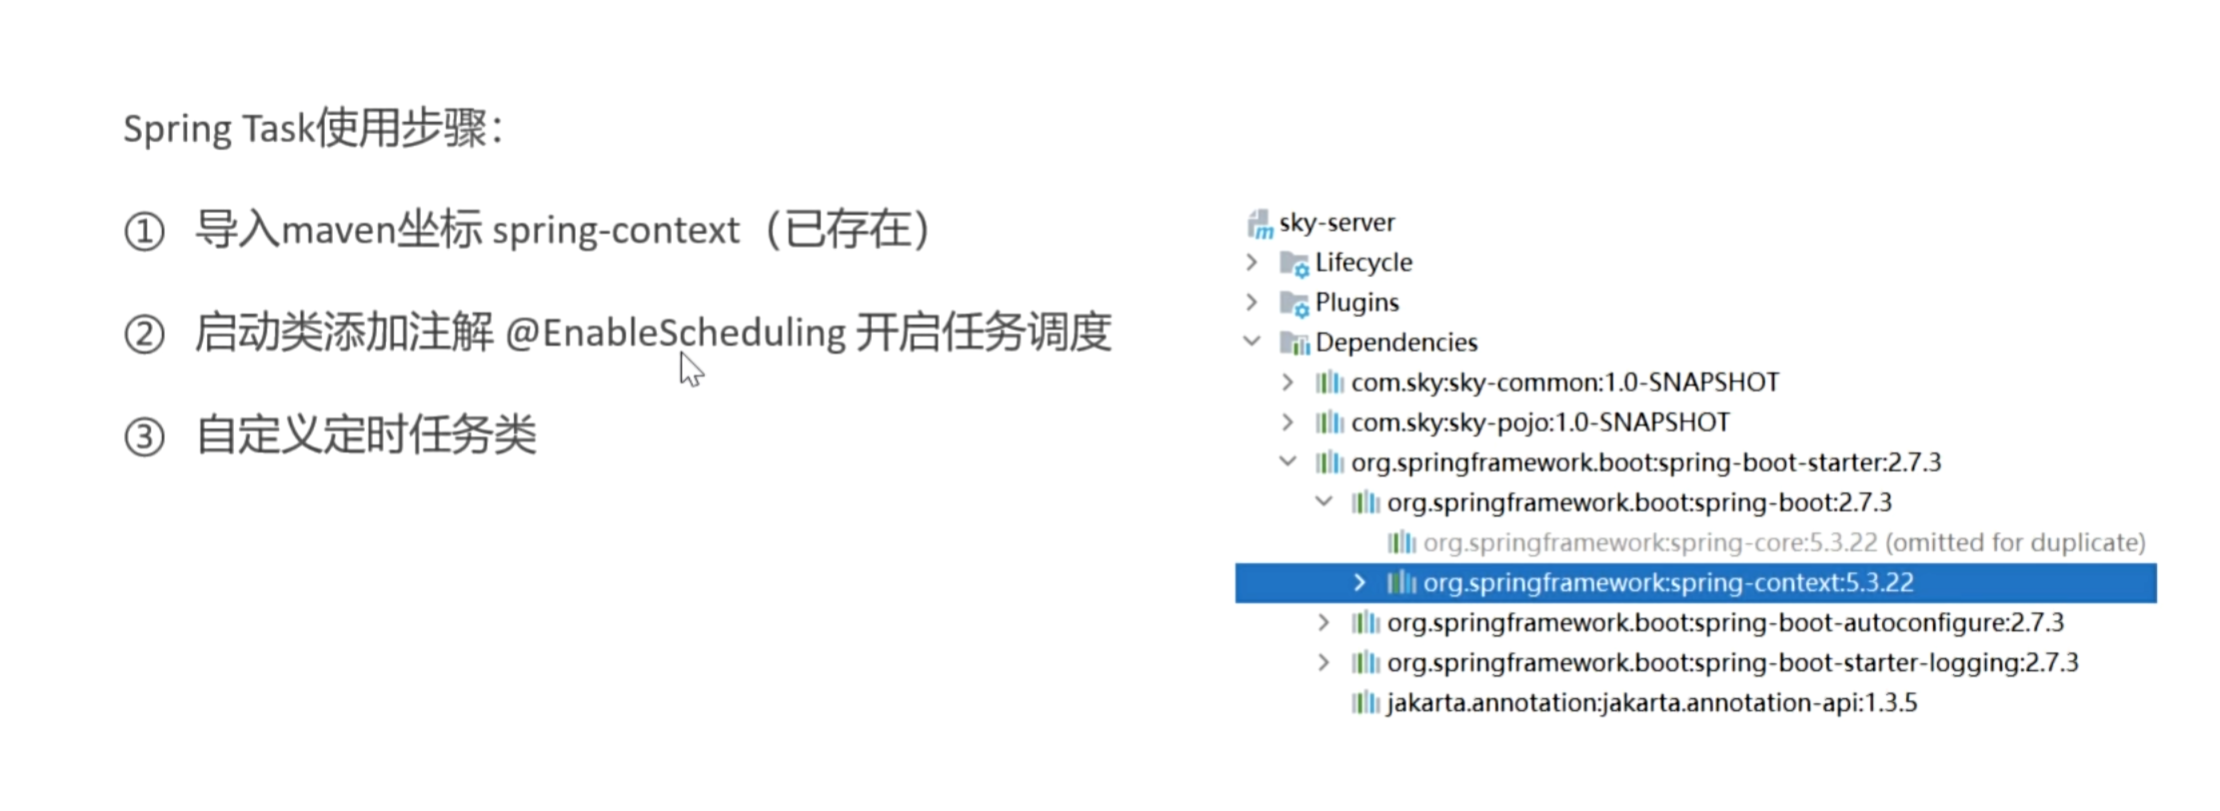 Spring Task使用步骤：
① 导入maven坐标 spring-context（已存在）
② 启动类添加注解 @EnableScheduling 开启任务调度
③ 自定义定时任务类
sky-server
Lifecycle
Plugins
Dependencies
com.sky:sky-common:1.0-SNAPSHOT
com.sky:sky-pojo:1.0-SNAPSHOT
org.springframework.boot:spring-boot-starter:2.7.3
org.springframework.boot:spring-boot:2.7.3
org.springframework:spring-core:5.3.22 (omitted for duplicate)
org.springframework:spring-context:5.3.22
org.springframework.boot:spring-boot-autoconfigure:2.7.3
org.springframework.boot:spring-boot-starter-logging:2.7.3
jakarta.annotation:jakarta.annotation-api:1.3.5